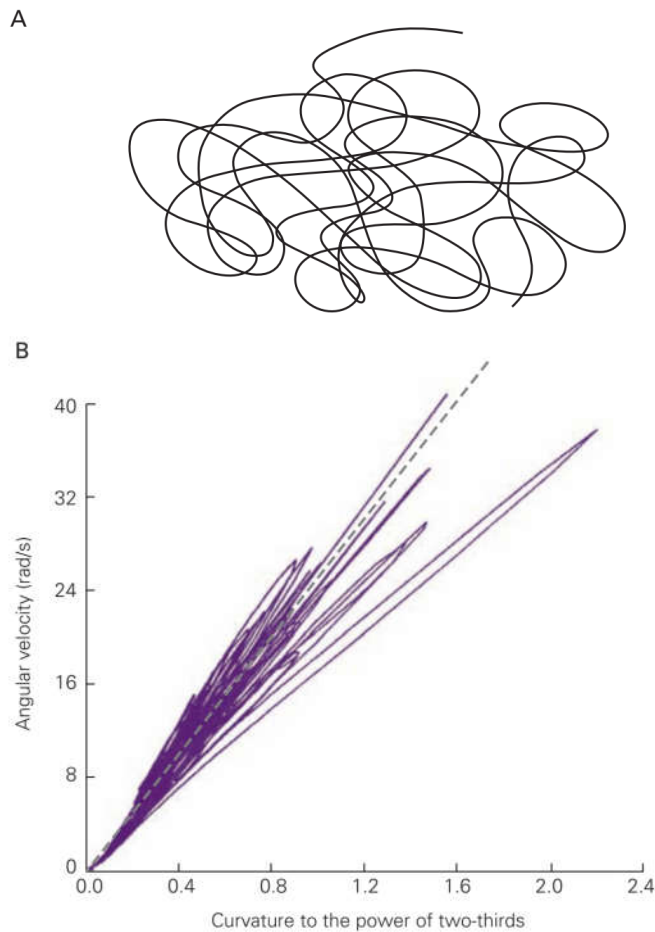 A
B
40
32
24
16
8
0
Angular velocity (rad/s)
0.0 0.4 0.8 1.2 1.6 2.0 2.4
Curvature to the power of two-thirds